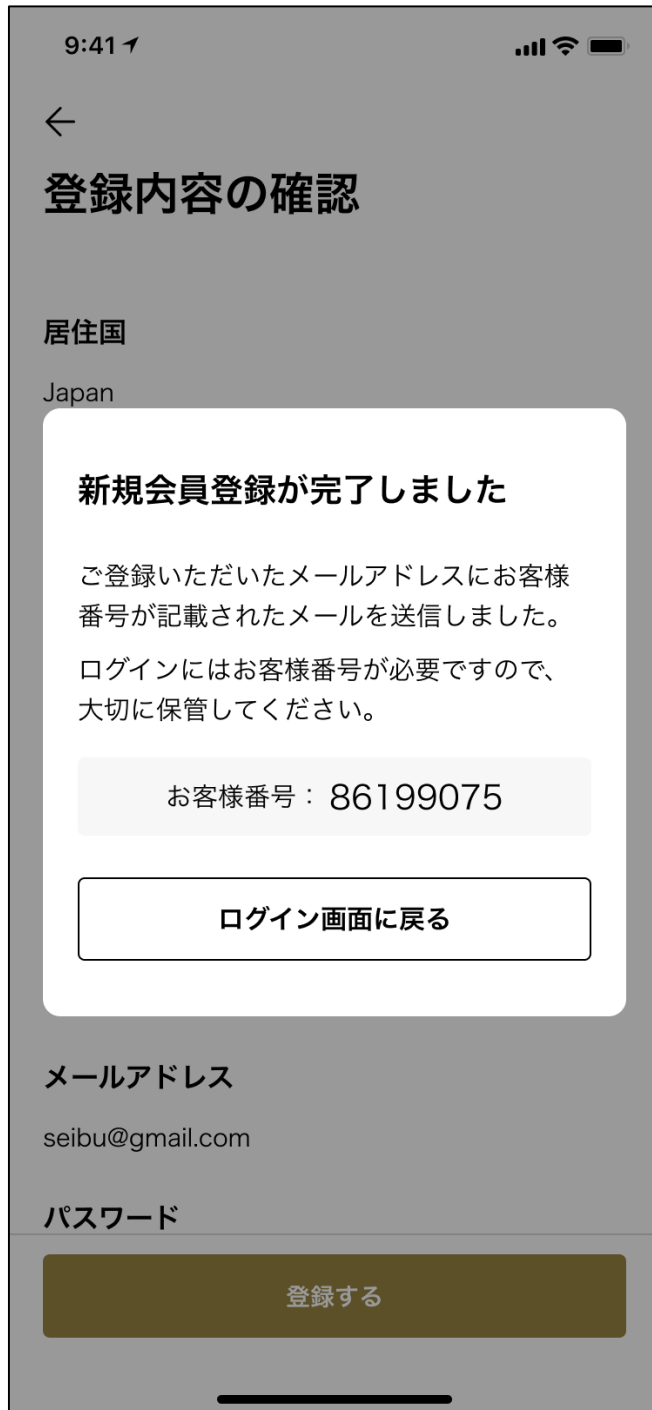 9:41
登録内容の確認
居住国
Japan
新規会員登録が完了しました
ご登録いただいたメールアドレスにお客様
番号が記載されたメールを送信しました。
ログインにはお客様番号が必要ですので、
大切に保管してください。
お客様番号： 86199075
ログイン画面に戻る
メールアドレス
seibu@gmail.com
パスワード
登録する